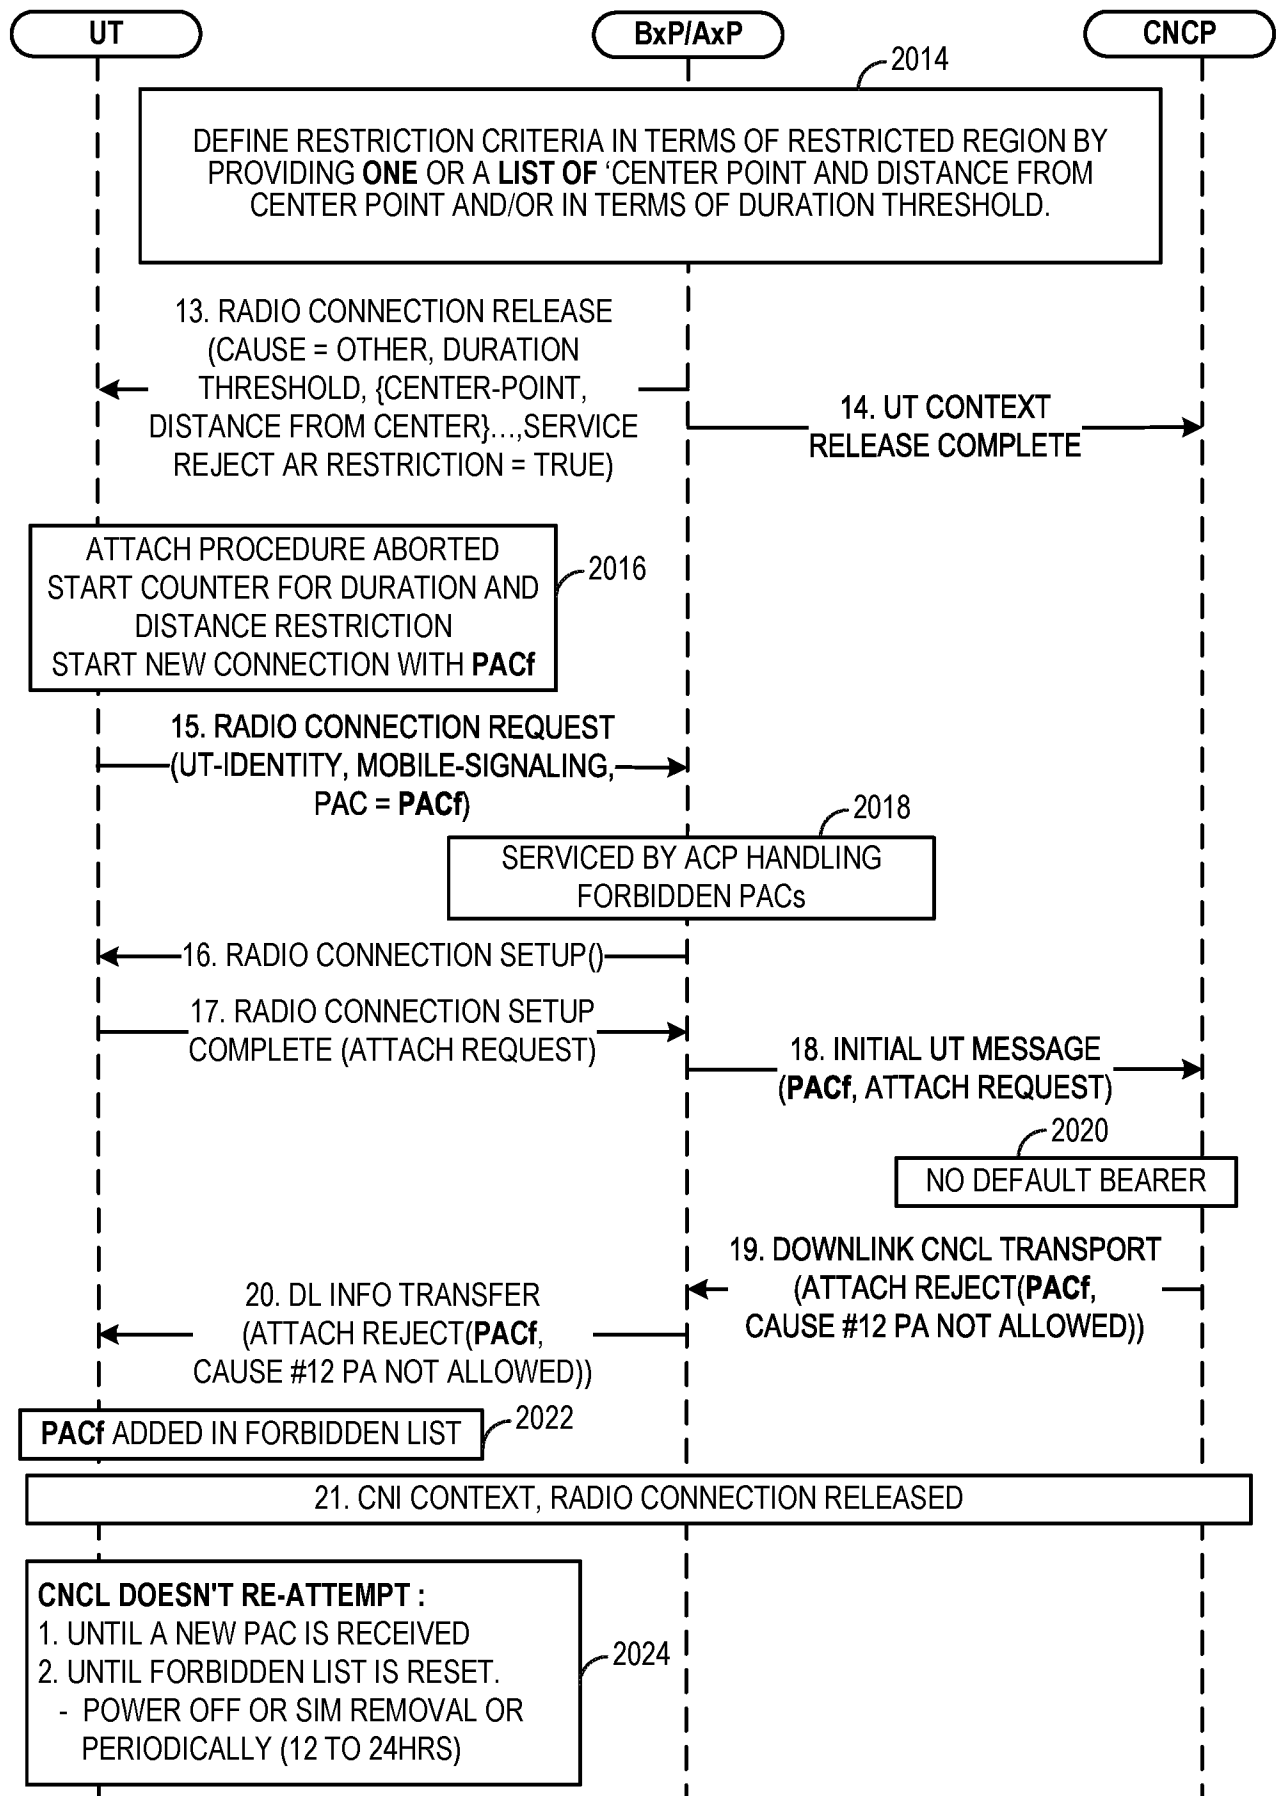 UT
BxP/AxP
CNCP
2014
DEFINE RESTRICTION CRITERIA IN TERMS OF RESTRICTED REGION BY
PROVIDING ONE OR A LIST OF ‘CENTER POINT AND DISTANCE FROM
CENTER POINT AND/OR IN TERMS OF DURATION THRESHOLD.
13. RADIO CONNECTION RELEASE
(CAUSE = OTHER, DURATION
THRESHOLD, {CENTER-POINT,
DISTANCE FROM CENTER}...,SERVICE
REJECT AR RESTRICTION = TRUE)
14. UT CONTEXT
RELEASE COMPLETE
ATTACH PROCEDURE ABORTED
START COUNTER FOR DURATION AND
DISTANCE RESTRICTION
START NEW CONNECTION WITH PACf
2016
15. RADIO CONNECTION REQUEST
(UT-IDENTITY, MOBILE-SIGNALING,
PAC = PACf)
2018
SERVICED BY ACP HANDLING
FORBIDDEN PACs
16. RADIO CONNECTION SETUP()
17. RADIO CONNECTION SETUP
COMPLETE (ATTACH REQUEST)
18. INITIAL UT MESSAGE
(PACf, ATTACH REQUEST)
2020
NO DEFAULT BEARER
19. DOWNLINK CNCL TRANSPORT
(ATTACH REJECT(PACf,
CAUSE #12 PA NOT ALLOWED))
20. DL INFO TRANSFER
(ATTACH REJECT(PACf,
CAUSE #12 PA NOT ALLOWED))
2022
PACf ADDED IN FORBIDDEN LIST
21. CNI CONTEXT, RADIO CONNECTION RELEASED
CNCL DOESN'T RE-ATTEMPT :
1. UNTIL A NEW PAC IS RECEIVED
2. UNTIL FORBIDDEN LIST IS RESET.
- POWER OFF OR SIM REMOVAL OR
PERIODICALLY (12 TO 24HRS)
2024